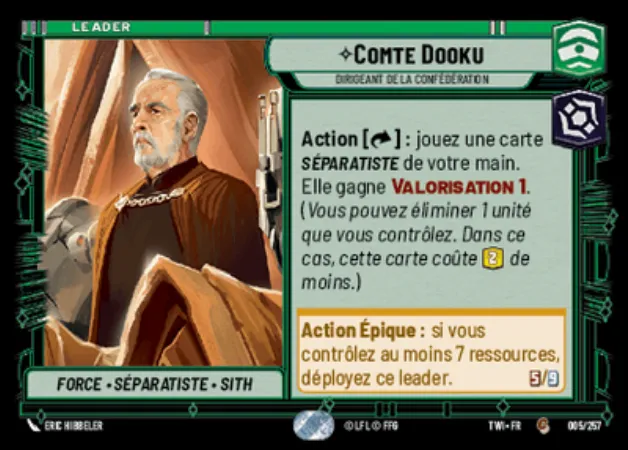 LEADER
COMTE DOOKU
DIRIGEANT DE LA CONFÉDÉRATION
Action [ ] : jouez une carte
SÉPARATISTE de votre main.
Elle gagne VALORISATION 1.
(Vous pouvez éliminer 1 unité
que vous contrôlez. Dans ce
cas, cette carte coûte 2 de
moins.)
Action Épique : si vous
contrôlez au moins 7 ressources,
déployez ce leader. 5/9
FORCE • SÉPARATISTE • SITH
ERIC HIBBELER
© LFL © FFG
TWI • FR
005/257